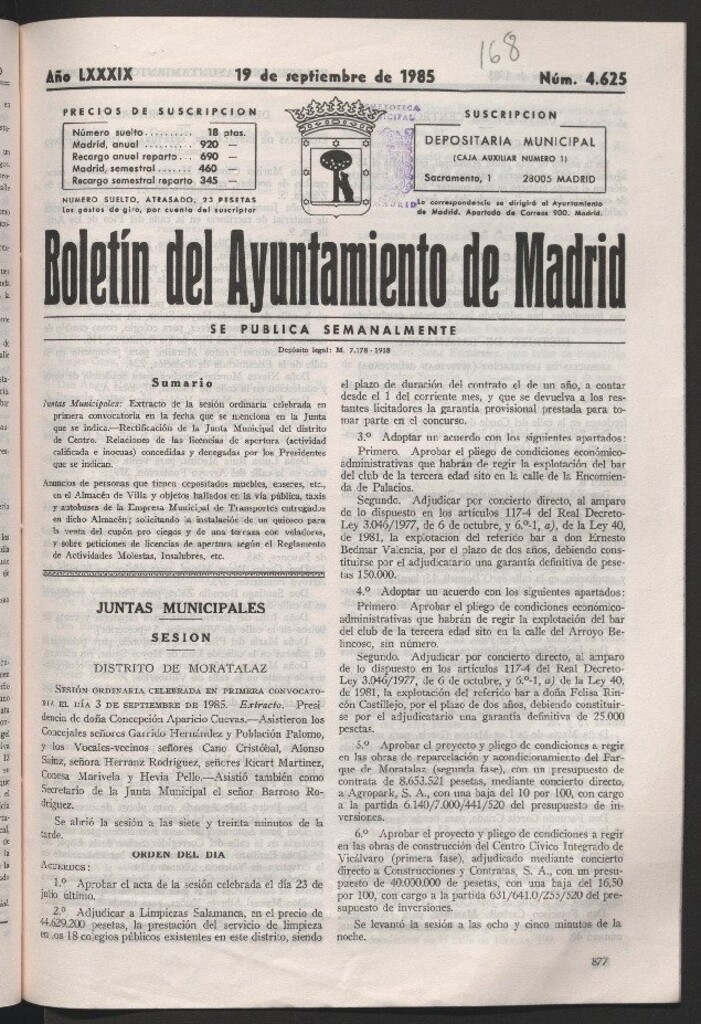 168
Año LXXXIX 19 de septiembre de 1985 Núm. 4.625
PRECIOS DE SUSCRIPCION
Número suelto.......... 18 ptas.
Madrid, anual.......... 920 —
Recargo anual reparto.. 690 —
Madrid, semestral....... 460 —
Recargo semestral reparto 345 —
NUMERO SUELTO, ATRASADO, 23 PESETAS
Los gastos de giro, por cuenta del suscriptor
SUSCRIPCION
DEPOSITARIA MUNICIPAL
(CAJA AUXILIAR NUMERO 1)
Sacramento, 1 28005 MADRID
La correspondencia se dirigirá al Ayuntamiento
de Madrid. Apartado de Correos 900. Madrid.
Boletín del Ayuntamiento de Madrid
SE PUBLICA SEMANALMENTE
Depósito legal: M. 7.178-1958
Sumario
Juntas Municipales: Extracto de la sesión ordinaria celebrada en
primera convocatoria en la fecha que se menciona en la Junta
que se indica.—Rectificación de la Junta Municipal del distrito
de Centro. Relaciones de las licencias de apertura (actividad
calificada e inocuas) concedidas y denegadas por los Presidentes
que se indican.
Anuncios de personas que tienen depositados muebles, enseres, etc.,
en el Almacén de Villa y objetos hallados en la vía pública, taxis
y autobuses de la Empresa Municipal de Transportes entregados
en dicho Almacén; solicitando la instalación de un quiosco para
la venta del cupón pro ciegos y de una terraza con veladores,
y sobre peticiones de licencias de apertura según el Reglamento
de Actividades Molestas, Insalubres, etc.
JUNTAS MUNICIPALES
SESION
DISTRITO DE MORATALAZ
SESIÓN ORDINARIA CELEBRADA EN PRIMERA CONVOCATO-
RIA EL DÍA 3 DE SEPTIEMBRE DE 1985. Extracto. Presi-
dencia de doña Concepción Aparicio Cuevas.—Asistieron los
Concejales señores Garrido Hernández y Población Palomo,
y los Vocales-vecinos señores Cano Cristóbal, Alonso
Sainz, señora Herranz Rodríguez, señores Ricart Martínez,
Conesa Marivela y Hevia Pello.—Asistió también como
Secretario de la Junta Municipal el señor Barroso Ro-
dríguez.
Se abrió la sesión a las siete y treinta minutos de la
tarde.
ORDEN DEL DIA
ACUERDOS:
1.º Aprobar el acta de la sesión celebrada el día 23 de
julio último.
2.º Adjudicar a Limpiezas Salamanca, en el precio de
44.629.200 pesetas, la prestación del servicio de limpieza
en los 18 colegios públicos existentes en este distrito, siendo
el plazo de duración del contrato el de un año, a contar
desde el 1 del corriente mes, y que se devuelva a los res-
tantes licitadores la garantía provisional prestada para to-
mar parte en el concurso.
3.º Adoptar un acuerdo con los siguientes apartados:
Primero. Aprobar el pliego de condiciones económico-
administrativas que habrán de regir la explotación del bar
del club de la tercera edad sito en la calle de la Encomien-
da de Palacios.
Segundo. Adjudicar por concierto directo, al amparo
de lo dispuesto en los artículos 117-4 del Real Decreto-
Ley 3.046/1977, de 6 de octubre, y 6.º-1, a), de la Ley 40,
de 1981, la explotación del referido bar a don Ernesto
Bedmar Valencia, por el plazo de dos años, debiendo cons-
tituirse por el adjudicatario una garantía definitiva de pese-
tas 150.000.
4.º Adoptar un acuerdo con los siguientes apartados:
Primero. Aprobar el pliego de condiciones económico-
administrativas que habrán de regir la explotación del bar
del club de la tercera edad sito en la calle del Arroyo Be-
lincoso, sin número.
Segundo. Adjudicar por concierto directo, al amparo
de lo dispuesto en los artículos 117-4 del Real Decreto-
Ley 3.046/1977, de 6 de octubre, y 6.º-1, a) de la Ley 40,
de 1981, la explotación del referido bar a doña Felisa Rin-
cón Castillejo, por el plazo de dos años, debiendo constituir-
se por el adjudicatario una garantía definitiva de 25.000
pesetas.
5.º Aprobar el proyecto y pliego de condiciones a regir
en las obras de reparcelación y acondicionamiento del Par-
que de Moratalaz (segunda fase), con un presupuesto de
contrata de 8.653.521 pesetas, mediante concierto directo,
a Agropark, S. A., con una baja del 10 por 100, con cargo
a la partida 6.140/7.000/441/520 del presupuesto de in-
versiones.
6.º Aprobar el proyecto y pliego de condiciones a regir
en las obras de construcción del Centro Cívico Integrado de
Vicálvaro (primera fase), adjudicado mediante concierto
directo a Construcciones y Contratas, S. A., con un presu-
puesto de 40.000.000 de pesetas, con una baja del 16,50
por 100, con cargo a la partida 631/641.0/255/520 del pre-
supuesto de inversiones.
Se levantó la sesión a las ocho y cinco minutos de la
noche.
877